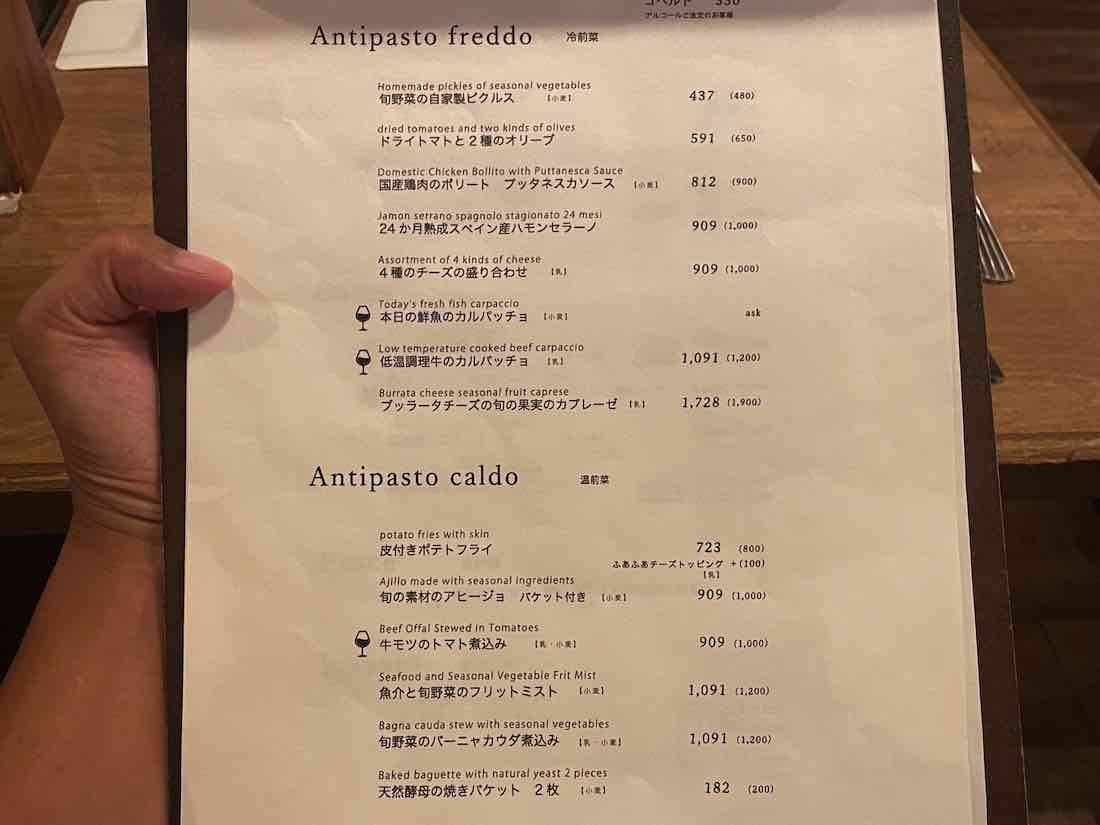 コペルト 330
アルコールご注文のお客様
Antipasto freddo 冷前菜
Homemade pickles of seasonal vegetables
旬野菜の自家製ピクルス 【小麦】 437 (480)
dried tomatoes and two kinds of olives
ドライトマトと2種のオリーブ 591 (650)
Domestic Chicken Bollito with Puttanesca Sauce
国産鶏肉のボリート プッタネスカソース 【小麦】 812 (900)
Jamon serrano spagnolo stagionato 24 mesi
24か月熟成スペイン産ハモンセラーノ 909 (1,000)
Assortment of 4 kinds of cheese
4種のチーズの盛り合わせ 【乳】 909 (1,000)
Today's fresh fish carpaccio
本日の鮮魚のカルパッチョ 【小麦】 ask
Low temperature cooked beef carpaccio
低温調理牛のカルパッチョ 【乳】 1,091 (1,200)
Burrata cheese seasonal fruit caprese
ブッラータチーズの旬の果実のカプレーゼ 【乳】 1,728 (1,900)
Antipasto caldo 温前菜
potato fries with skin
皮付きポテトフライ 723 (800)
ふあふあチーズトッピング +(100)
【乳】
Ajillo made with seasonal ingredients
旬の素材のアヒージョ バケット付き 【小麦】 909 (1,000)
Beef Offal Stewed in Tomatoes
牛モツのトマト煮込み 【乳・小麦】 909 (1,000)
Seafood and Seasonal Vegetable Frit Mist
魚介と旬野菜のフリットミスト 【小麦】 1,091 (1,200)
Bagna cauda stew with seasonal vegetables
旬野菜のバーニャカウダ煮込み 【乳・小麦】 1,091 (1,200)
Baked baguette with natural yeast 2 pieces
天然酵母の焼きバケット 2枚 【小麦】 182 (200)